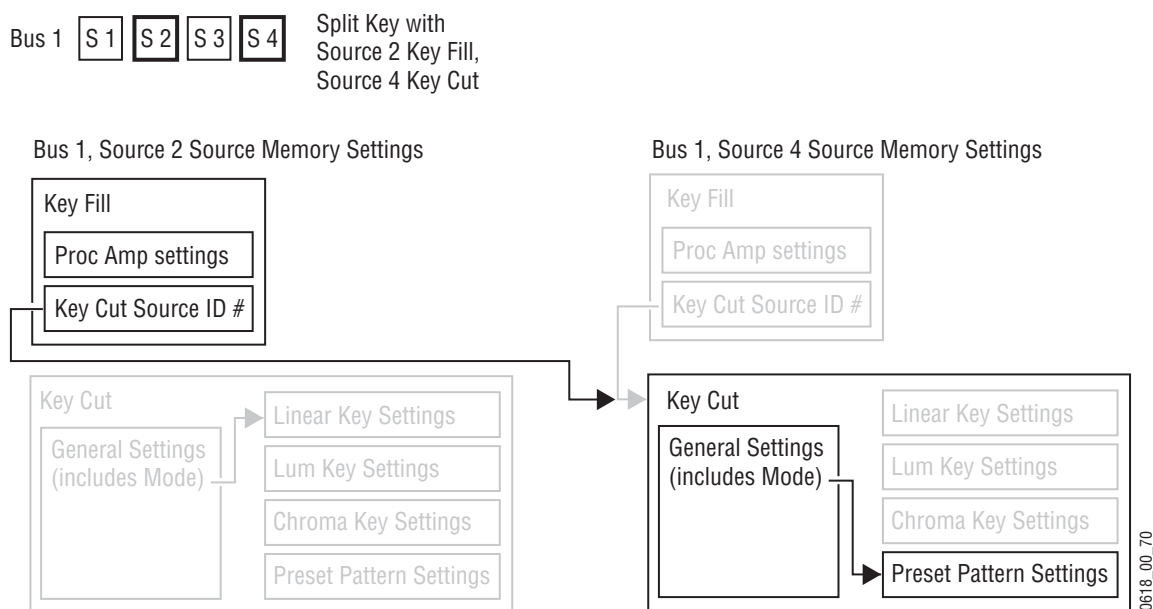 Bus 1 S 1 S 2 S 3 S 4
Split Key with
Source 2 Key Fill,
Source 4 Key Cut
Bus 1, Source 2 Source Memory Settings
Key Fill
Proc Amp settings
Key Cut Source ID #
Key Cut
General Settings
(includes Mode)
Linear Key Settings
Lum Key Settings
Chroma Key Settings
Preset Pattern Settings
Bus 1, Source 4 Source Memory Settings
Key Fill
Proc Amp settings
Key Cut Source ID #
Key Cut
General Settings
(includes Mode)
Linear Key Settings
Lum Key Settings
Chroma Key Settings
Preset Pattern Settings
0618_00_70